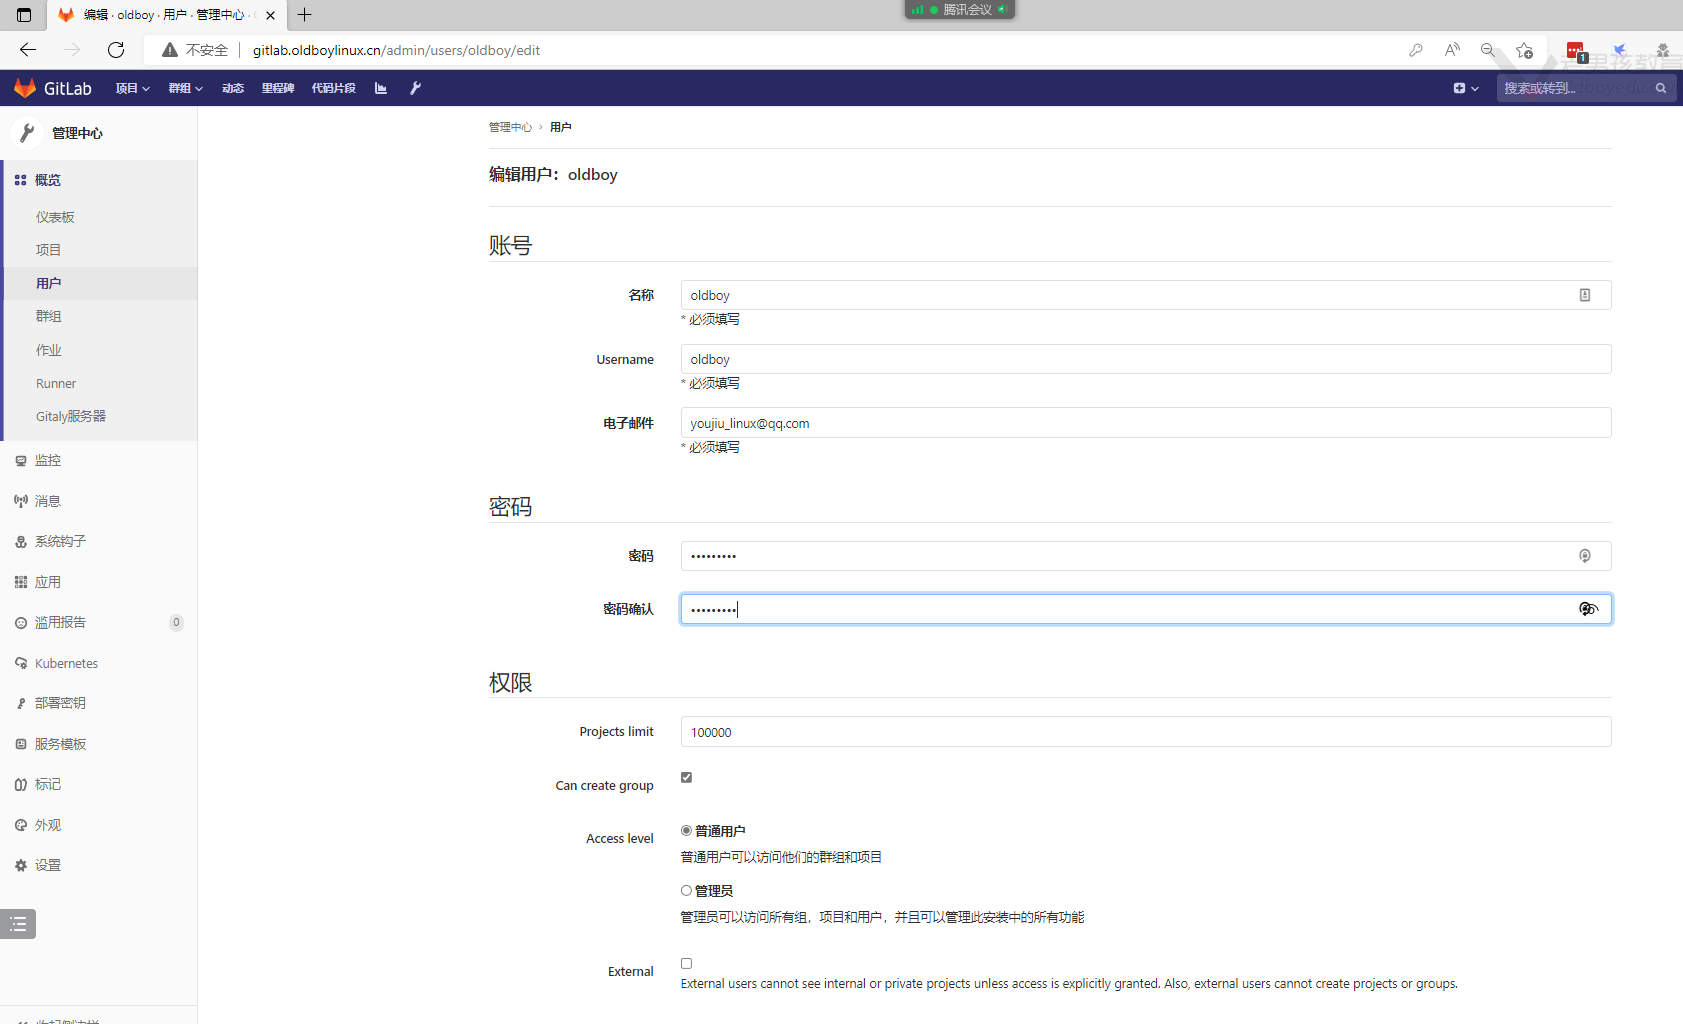 编辑 · oldboy · 用户 · 管理中心 ·
腾讯会议
不安全 gitlab.oldboylinux.cn/admin/users/oldboy/edit
1
老男孩教育
GitLab 项目 群组 动态 里程碑 代码片段 搜索或转到...
管理中心
概览
仪表板
项目
用户
群组
作业
Runner
Gitaly服务器
监控
消息
系统钩子
应用
滥用报告 0
Kubernetes
部署密钥
服务模板
标记
外观
设置
管理中心 › 用户
编辑用户：oldboy
账号
名称 oldboy
* 必须填写
Username oldboy
* 必须填写
电子邮件 youjiu_linux@qq.com
* 必须填写
密码
密码 •••••••••
密码确认 •••••••••
权限
Projects limit 100000
Can create group
Access level 普通用户
普通用户可以访问他们的群组和项目
管理员
管理员可以访问所有组，项目和用户，并且可以管理此安装中的所有功能
External
External users cannot see internal or private projects unless access is explicitly granted. Also, external users cannot create projects or groups.